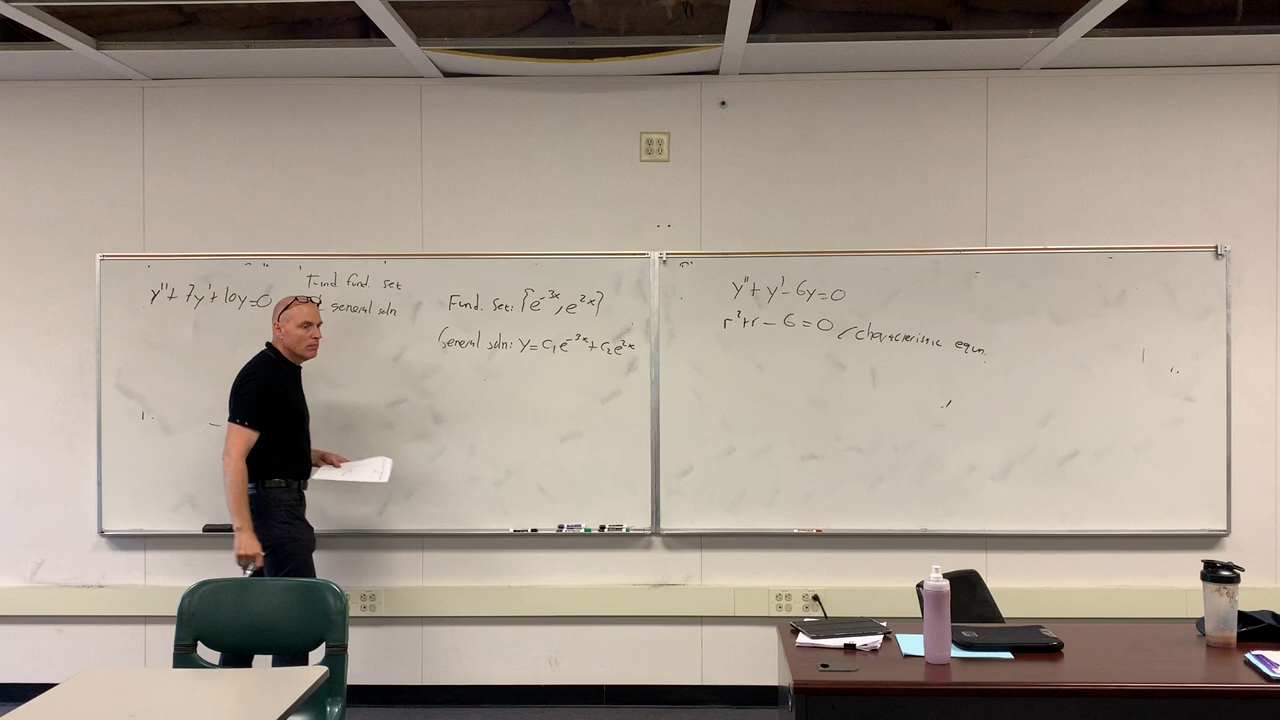 y''+7y'+10y=0
Find fund. set
general soln
Fund. Set: {e^-3x, e^2x}
General soln: y=c₁e^-3x+c₂e^2x
y''+y'-6y=0
r²+r-6=0
characteristic eqn.